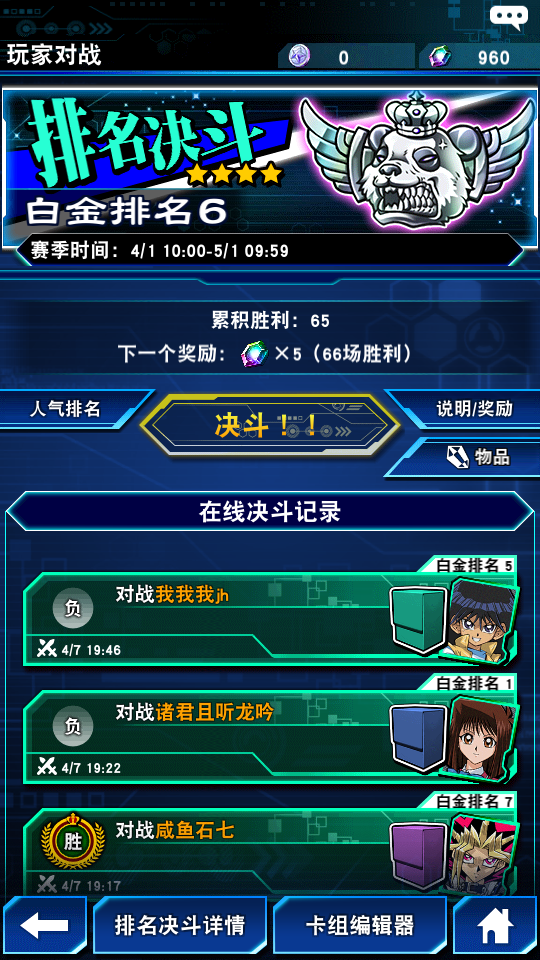 玩家对战
0
960
排名决斗
白金排名6
赛季时间：4/1 10:00-5/1 09:59
累积胜利：65
下一个奖励：×5（66场胜利）
人气排名
决斗！！
说明/奖励
物品
在线决斗记录
白金排名 5
负
对战我我我jh
4/7 19:46
白金排名 1
负
对战诸君且听龙吟
4/7 19:22
白金排名 7
胜
对战咸鱼石七
4/7 19:17
排名决斗详情
卡组编辑器